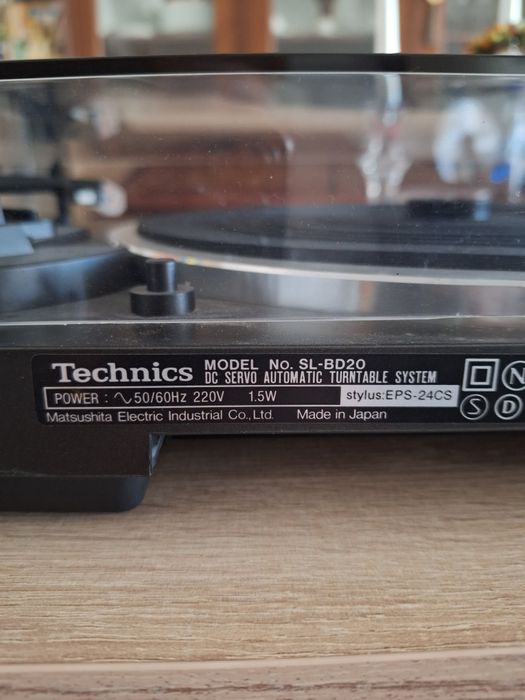 Technics MODEL No. SL-BD20
DC SERVO AUTOMATIC TURNTABLE SYSTEM
POWER : ∿50/60Hz 220V 1.5W stylus:EPS-24CS
Matsushita Electric Industrial Co., Ltd. Made in Japan
N
S D